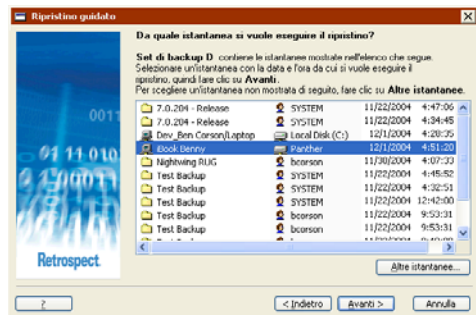 Ripristino guidato
Da quale istantanea si vuole eseguire il ripristino?
Set di backup D contiene le istantanee mostrate nell'elenco che segue.
Selezionare un'istantanea con la data e l'ora da cui si vuole eseguire il
ripristino, quindi fare clic su Avanti.
Per scegliere un'istantanea non mostrata di seguito, fare clic su Altre istantanee.
7.0.204 - Release SYSTEM 11/22/2004 4:47:06
7.0.204 - Release SYSTEM 11/22/2004 4:34:45
Dev_Ben Corson/Laptop Local Disk (C:) 12/1/2004 4:28:35
iBook Benny Panther 12/1/2004 4:51:20
Nightwing RUG bcorson 11/30/2004 4:07:33
Test Backup SYSTEM 11/22/2004 4:45:52
Test Backup SYSTEM 11/22/2004 4:32:51
Test Backup SYSTEM 11/22/2004 12:42:00
Test Backup bcorson 11/22/2004 9:53:31
Test Backup bcorson 11/22/2004 9:53:31
Retrospect.
Altre istantanee...
?
< Indietro
Avanti >
Annulla